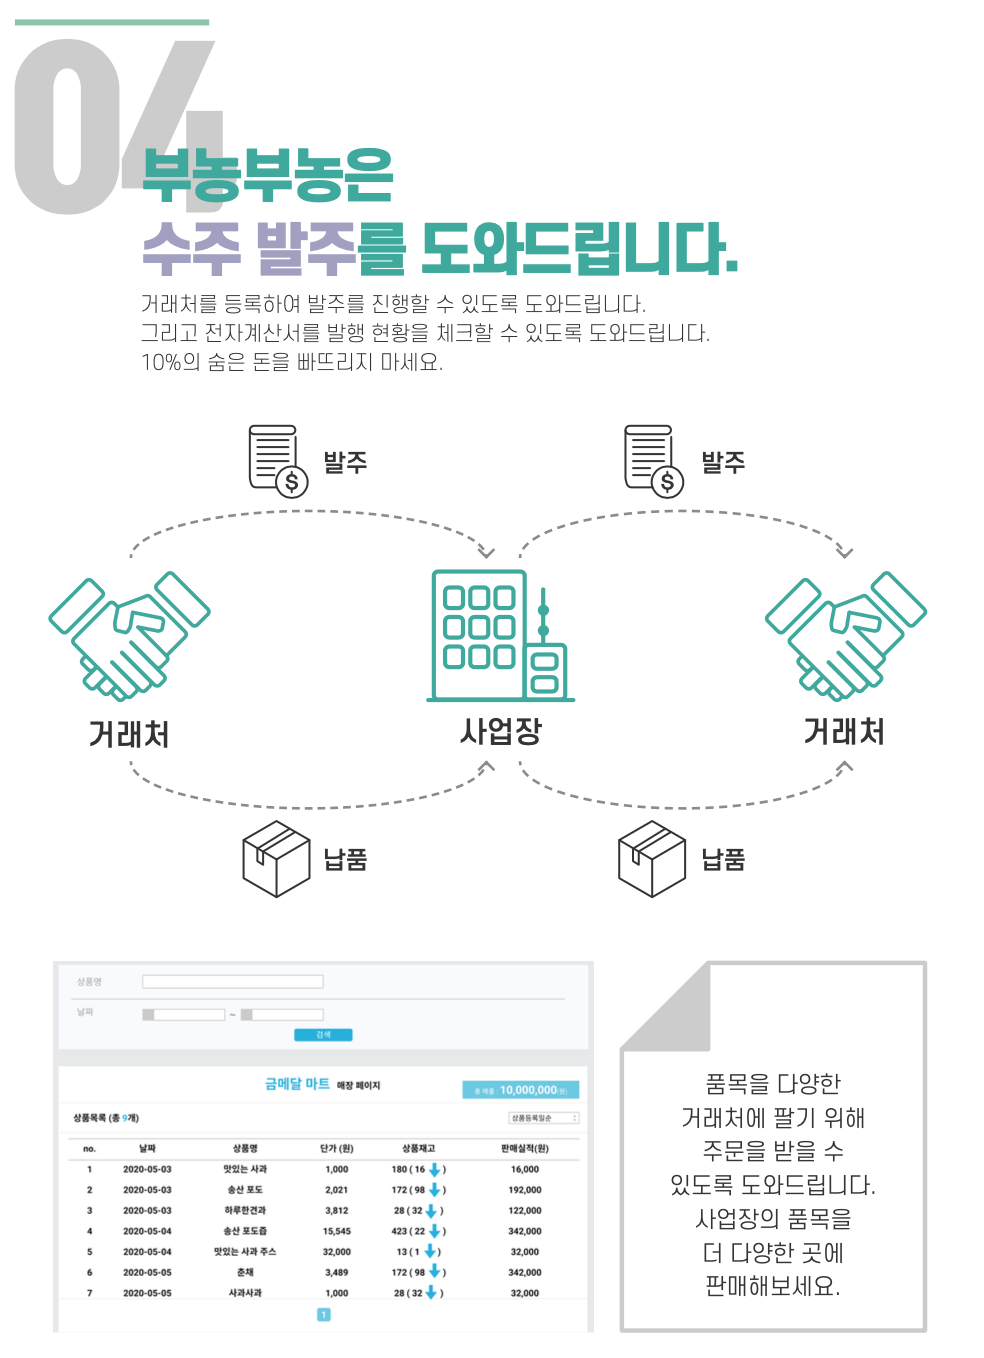 04
부농부농은
수주 발주를 도와드립니다.
거래처를 등록하여 발주를 진행할 수 있도록 도와드립니다.
그리고 전자계산서를 발행 현황을 체크할 수 있도록 도와드립니다.
10%의 숨은 돈을 빠뜨리지 마세요.
발주 발주
$ $
거래처 사업장 거래처
납품 납품
상품명
날짜 ~
검색
금메달 마트 매장 페이지 총 매출 10,000,000(원)
상품목록 (총 9개) 상품등록일순
no. 날짜 상품명 단가 (원) 상품재고 판매실적(원)
1 2020-05-03 맛있는 사과 1,000 180 ( 16 ) 16,000
2 2020-05-03 송산 포도 2,021 172 ( 98 ) 192,000
3 2020-05-03 하루한견과 3,812 28 ( 32 ) 122,000
4 2020-05-04 송산 포도즙 15,545 423 ( 22 ) 342,000
5 2020-05-04 맛있는 사과 주스 32,000 13 ( 1 ) 32,000
6 2020-05-05 춘채 3,489 172 ( 98 ) 342,000
7 2020-05-05 사과사과 1,000 28 ( 32 ) 32,000
1
품목을 다양한
거래처에 팔기 위해
주문을 받을 수
있도록 도와드립니다.
사업장의 품목을
더 다양한 곳에
판매해보세요.